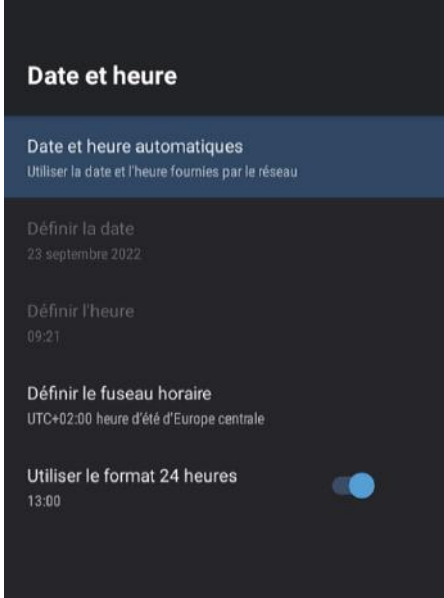 Date et heure
Date et heure automatiques
Utiliser la date et l'heure fournies par le réseau
Définir la date
23 septembre 2022
Définir l'heure
09:21
Définir le fuseau horaire
UTC+02:00 heure d'été d'Europe centrale
Utiliser le format 24 heures
13:00